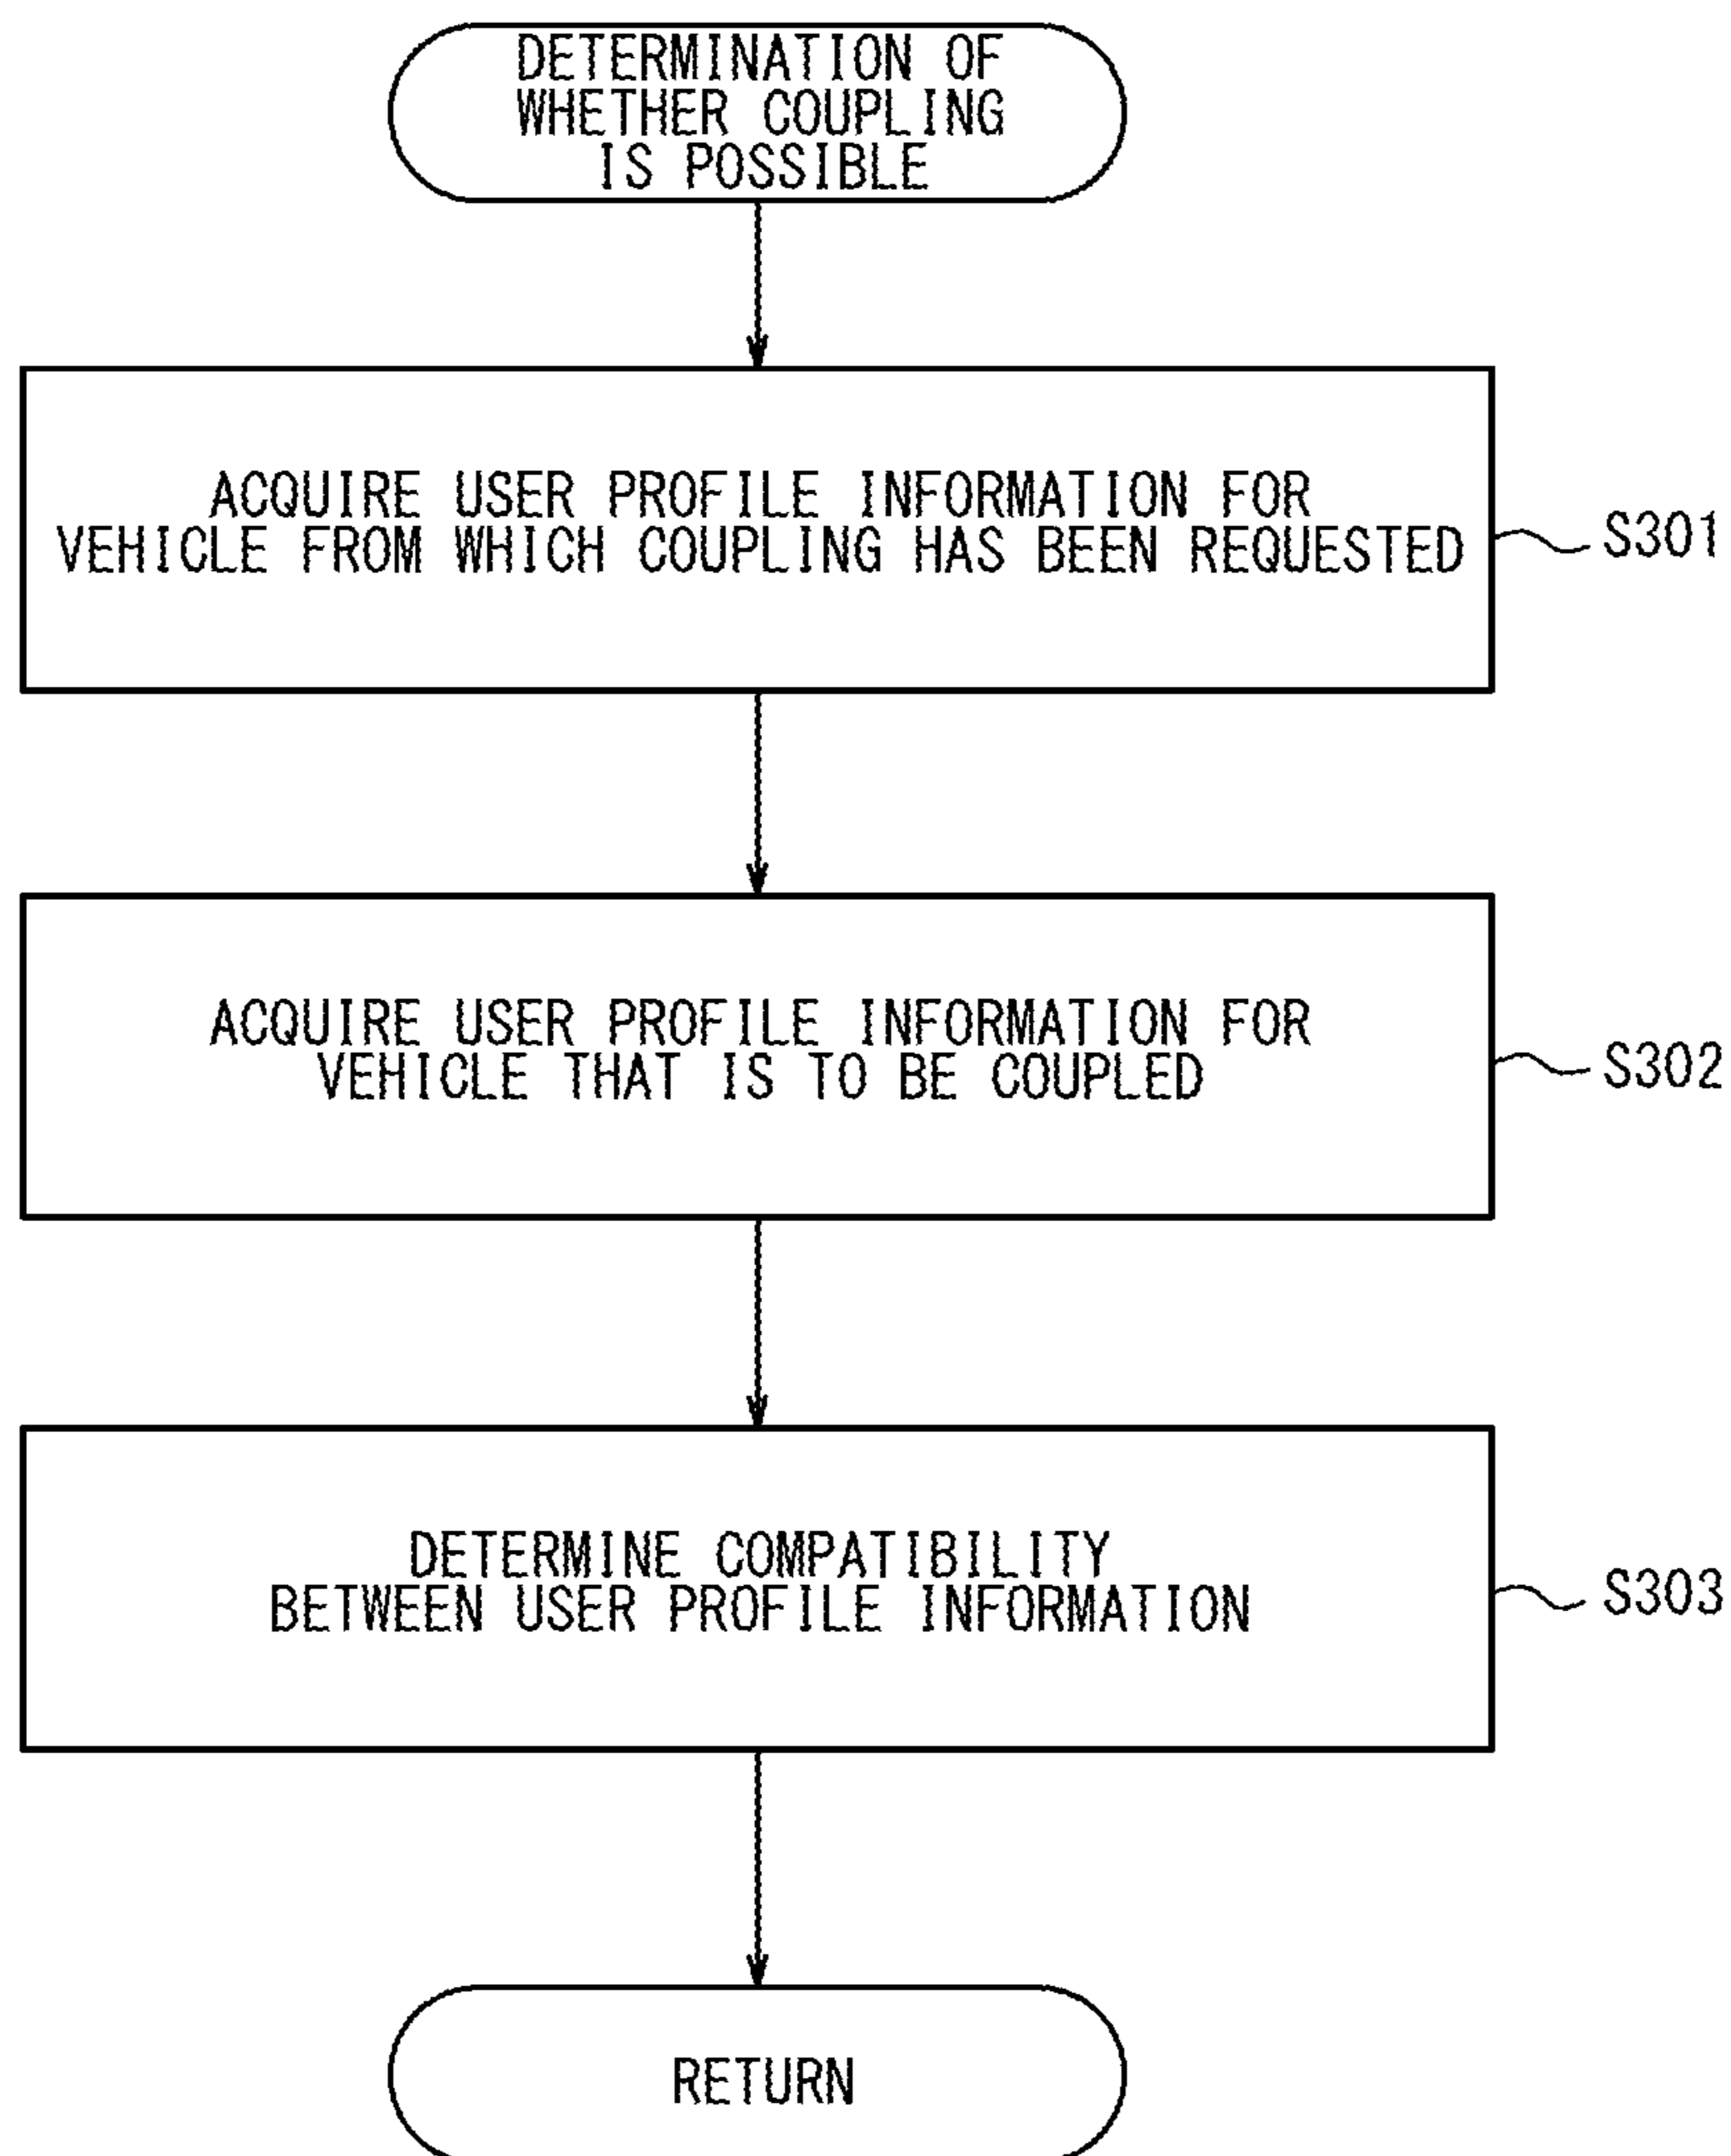 DETERMINATION OF
WHETHER COUPLING
IS POSSIBLE
ACQUIRE USER PROFILE INFORMATION FOR
VEHICLE FROM WHICH COUPLING HAS BEEN REQUESTED
S301
ACQUIRE USER PROFILE INFORMATION FOR
VEHICLE THAT IS TO BE COUPLED
S302
DETERMINE COMPATIBILITY
BETWEEN USER PROFILE INFORMATION
S303
RETURN